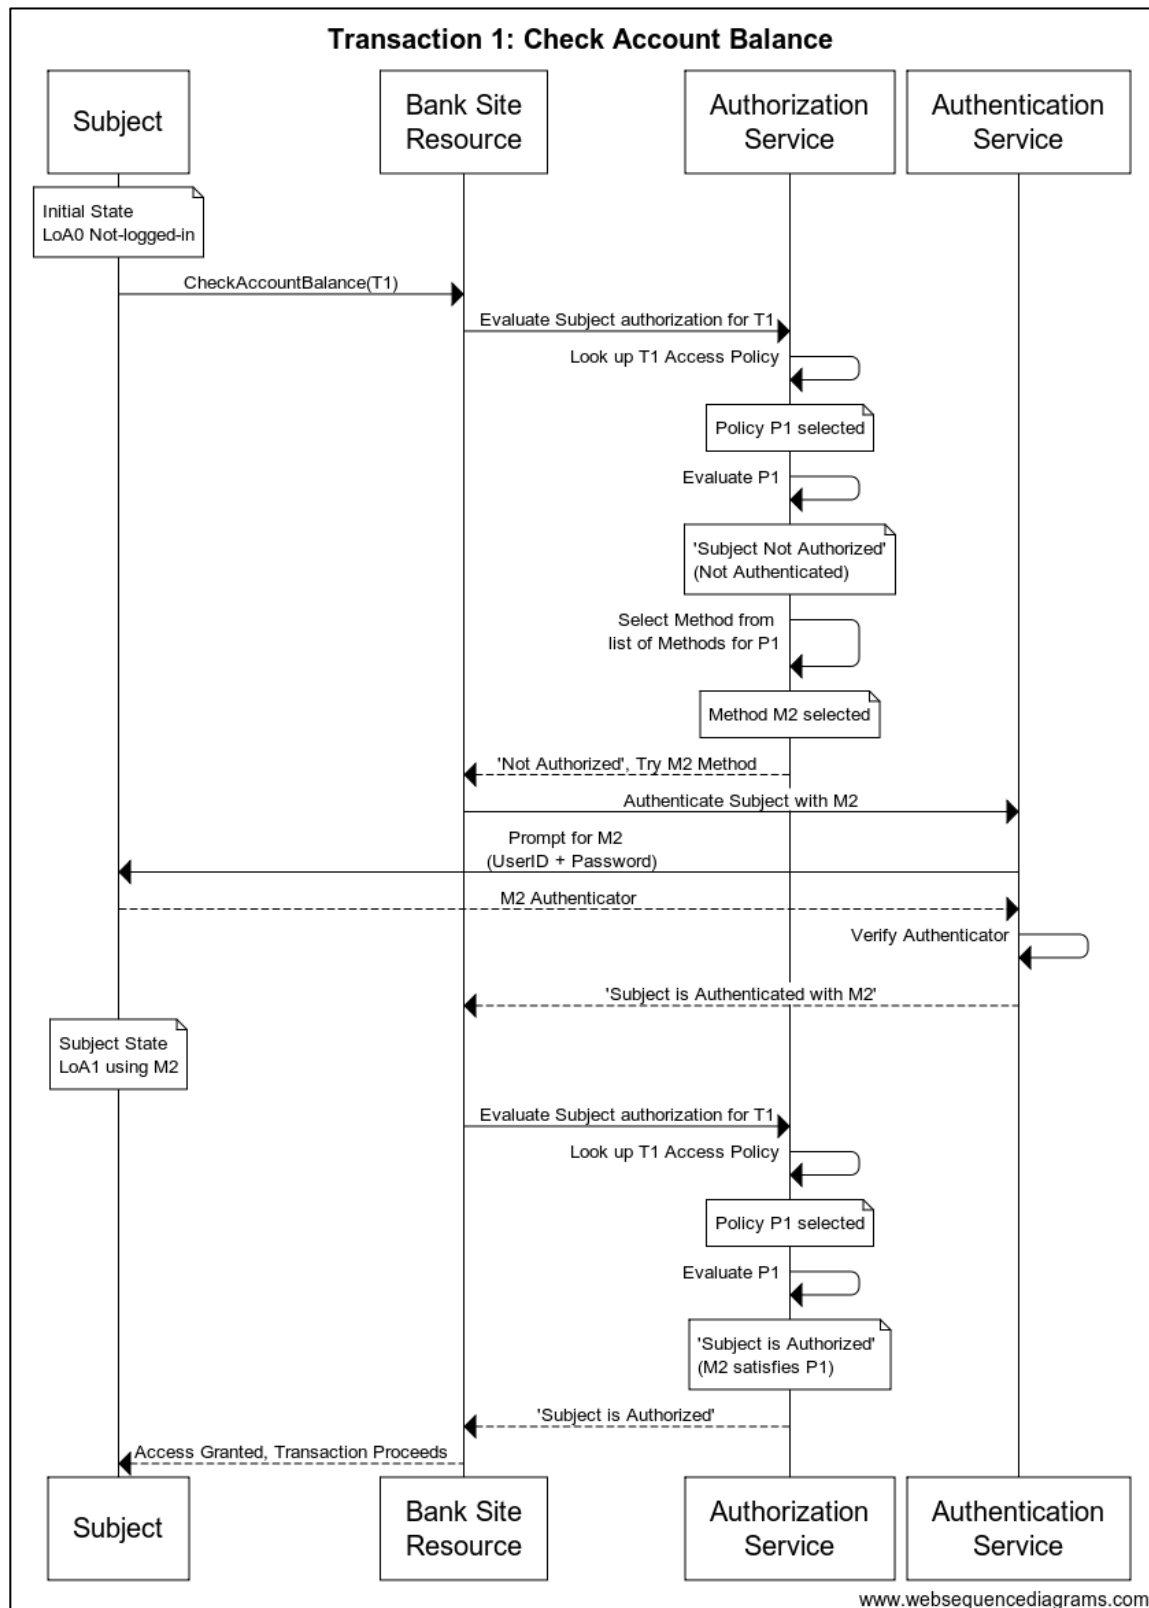 Transaction 1: Check Account Balance
Subject
Bank Site
Resource
Authorization
Service
Authentication
Service
Initial State
LoA0 Not-logged-in
CheckAccountBalance(T1)
Evaluate Subject authorization for T1
Look up T1 Access Policy
Policy P1 selected
Evaluate P1
'Subject Not Authorized'
(Not Authenticated)
Select Method from
list of Methods for P1
Method M2 selected
'Not Authorized', Try M2 Method
Authenticate Subject with M2
Prompt for M2
(UserID + Password)
M2 Authenticator
Verify Authenticator
'Subject is Authenticated with M2'
Subject State
LoA1 using M2
Evaluate Subject authorization for T1
Look up T1 Access Policy
Policy P1 selected
Evaluate P1
'Subject is Authorized'
(M2 satisfies P1)
'Subject is Authorized'
Access Granted, Transaction Proceeds
Subject
Bank Site
Resource
Authorization
Service
Authentication
Service
www.websequencediagrams.com